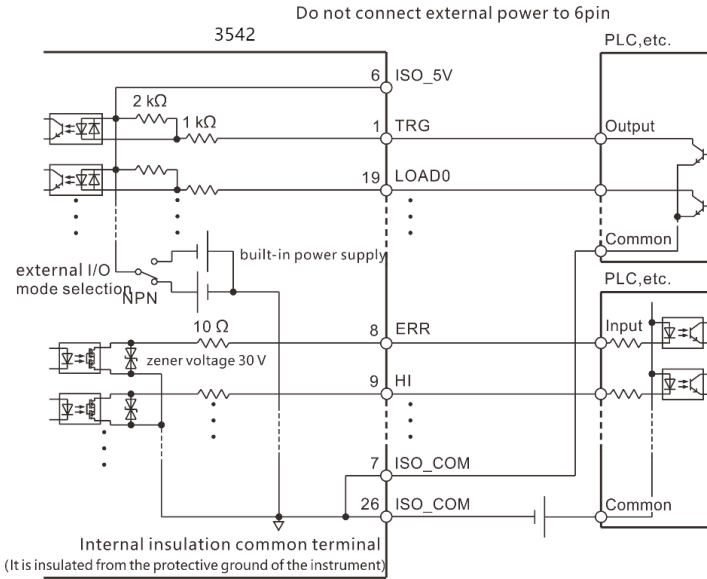 Do not connect external power to 6pin
3542
PLC,etc.
6 ISO_5V
2 kΩ
1 kΩ
1 TRG
Output
19 LOAD0
Common
built-in power supply
external I/O
mode selection
NPN
PLC,etc.
10 Ω
8 ERR
Input
zener voltage 30 V
9 HI
7 ISO_COM
26 ISO_COM
Common
Internal insulation common terminal
(It is insulated from the protective ground of the instrument)